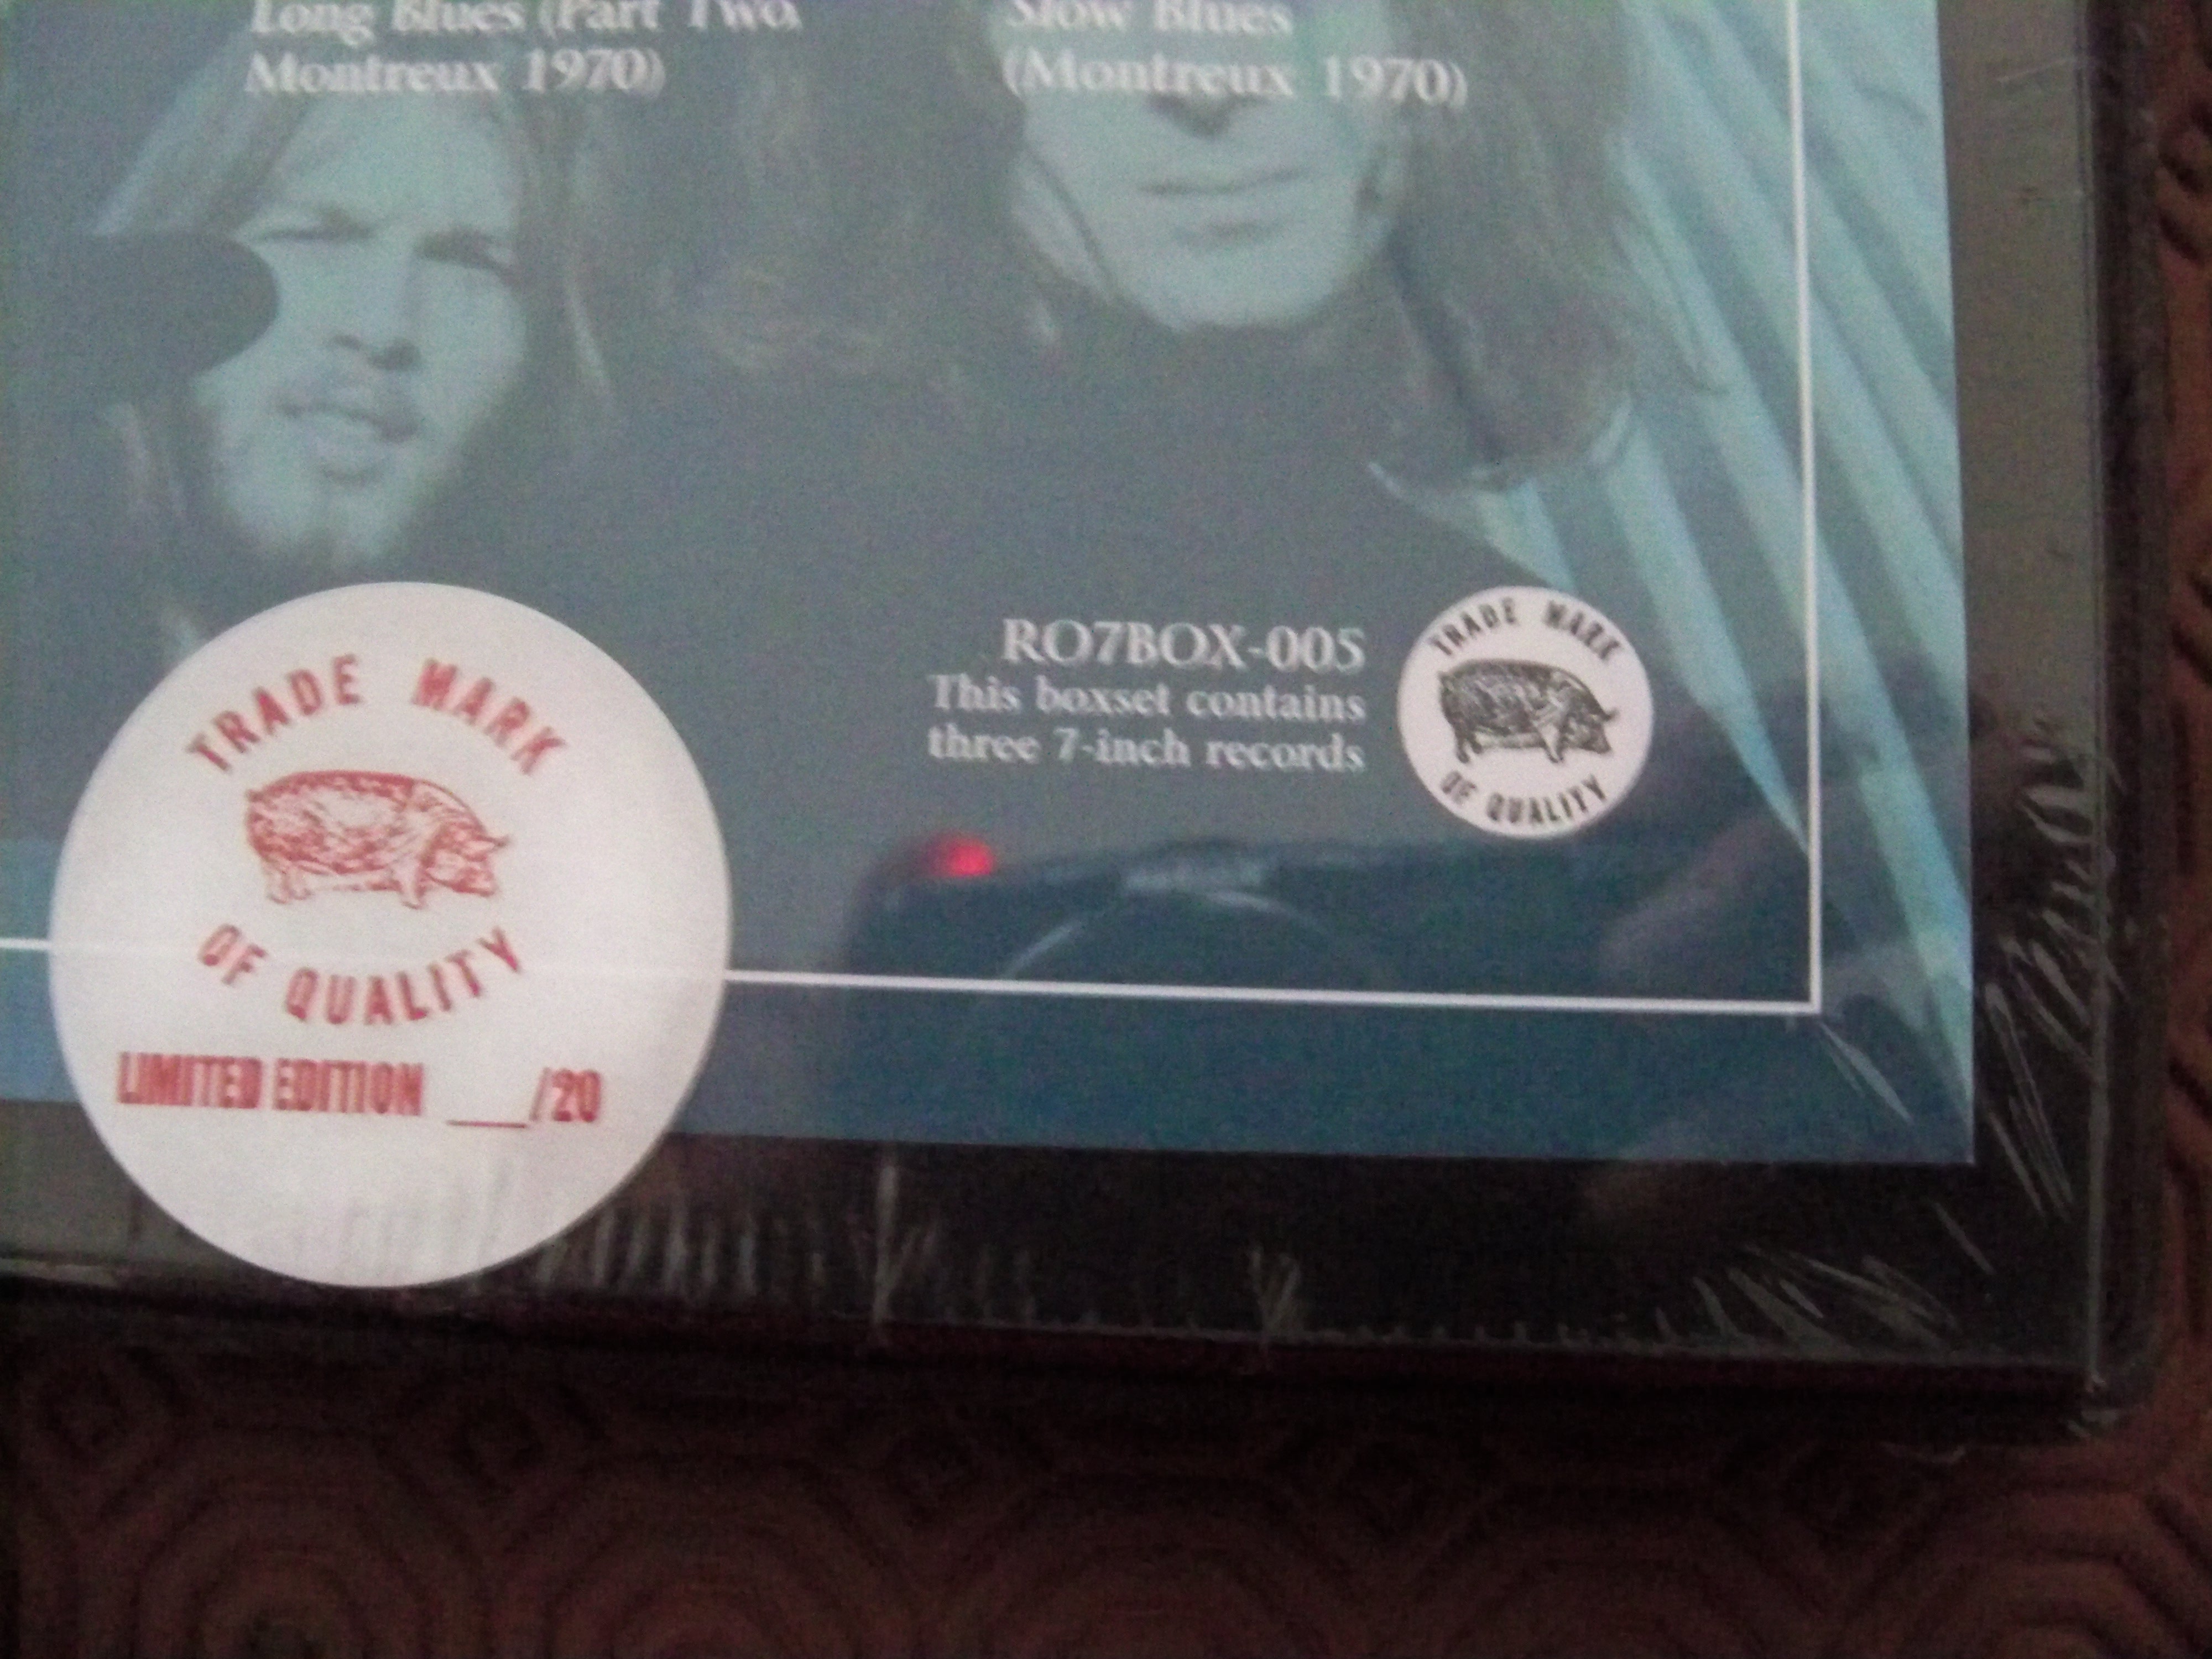 Long Blues (Part Two,
Montreux 1970)
Slow Blues
(Montreux 1970)
RO7BOX-005
This boxset contains
three 7-inch records
TRADE MARK
OF QUALITY
TRADE MARK
OF QUALITY
LIMITED EDITION ___/20